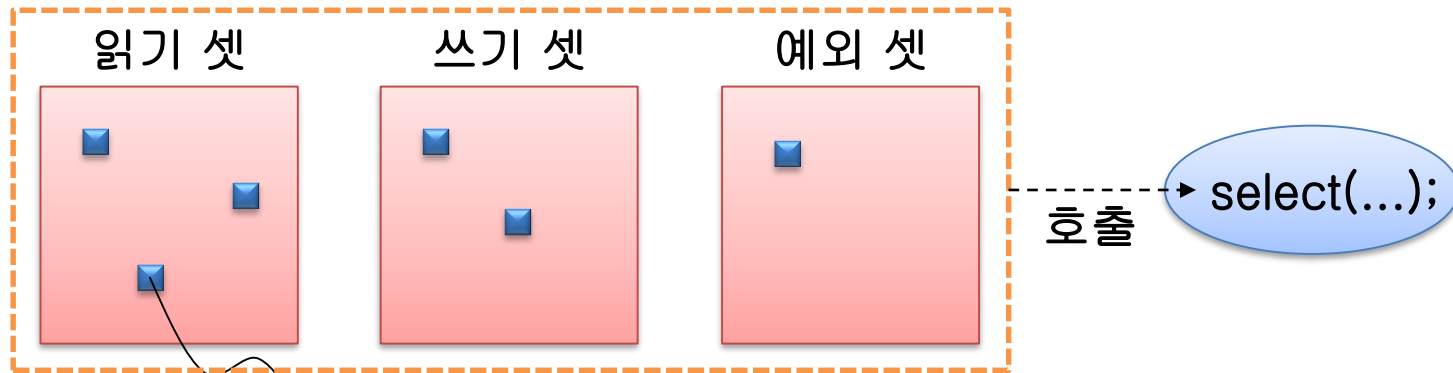 읽기 셋
쓰기 셋
예외 셋
호출
select(...);